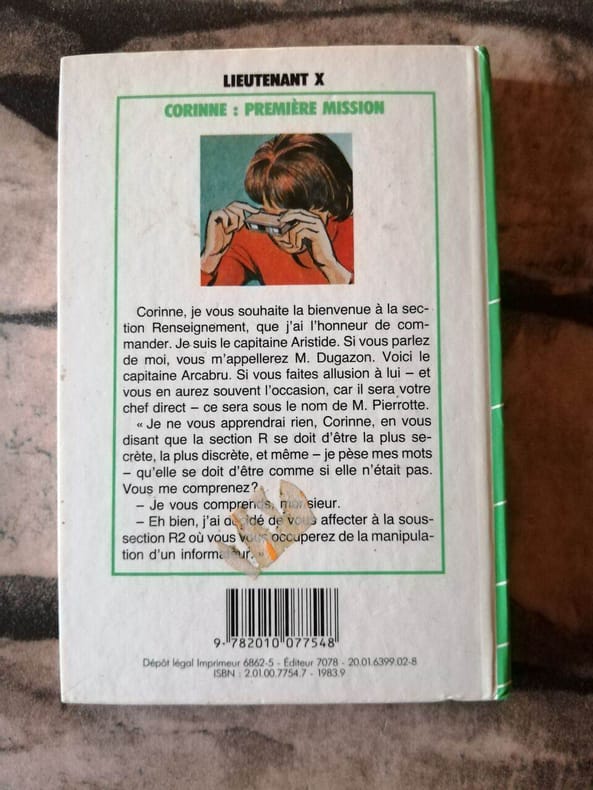 LIEUTENANT X
CORINNE : PREMIÈRE MISSION
Corinne, je vous souhaite la bienvenue à la sec-
tion Renseignement, que j'ai l'honneur de com-
mander. Je suis le capitaine Aristide. Si vous parlez
de moi, vous m'appellerez M. Dugazon. Voici le
capitaine Arcabru. Si vous faites allusion à lui – et
vous en aurez souvent l'occasion, car il sera votre
chef direct – ce sera sous le nom de M. Pierrotte.
« Je ne vous apprendrai rien, Corinne, en vous
disant que la section R se doit d'être la plus se-
crète, la plus discrète, et même – je pèse mes mots
– qu'elle se doit d'être comme si elle n'était pas.
Vous me comprenez?
– Je vous comprends, monsieur.
– Eh bien, j'ai décidé de vous affecter à la sous-
section R2 où vous vous occuperez de la manipula-
tion d'un informateur. »
9 782010 077548
Dépôt légal Imprimeur 6862-5 - Éditeur 7078 - 20.01.6399.02-8
ISBN : 2.01.00.7754.7 - 1983.9